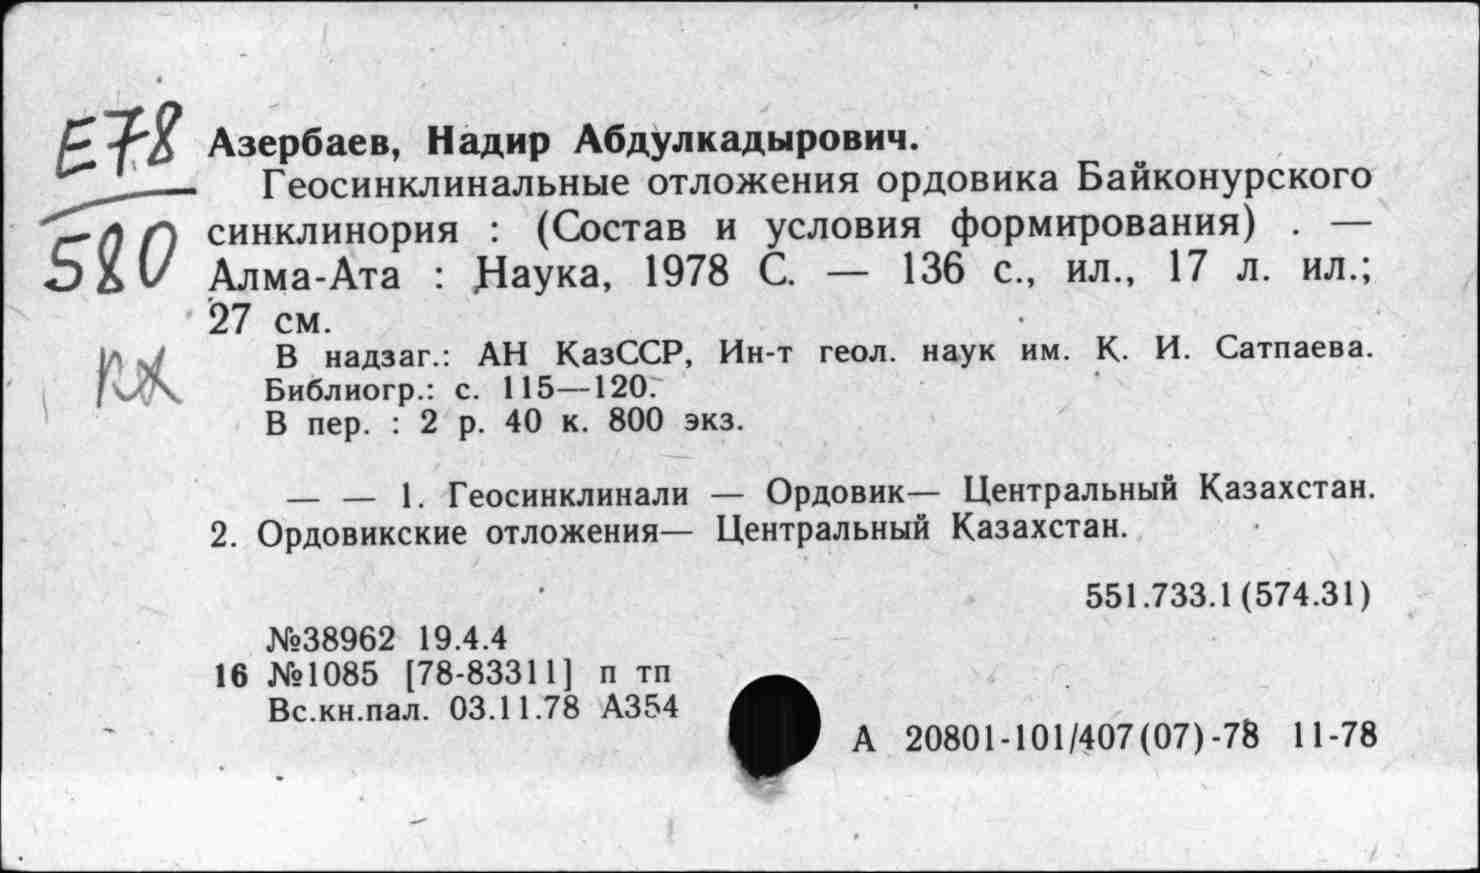 Е78
520
Азербаев, Надир Абдулкадырович.
Геосинклинальные отложения ордовика Байконурского
синклинория : (Состав и условия формирования) . —
Алма-Ата : Наука, 1978 С. — 136 с., ил., 17 л. ил.;
27 см.
В надзаг.: АН КазССР, Ин-т геол. наук им. К. И. Сатпаева.
Библиогр.: с. 115—120.
В пер. : 2 р. 40 к. 800 экз.
— — 1. Геосинклинали — Ордовик— Центральный Казахстан.
2. Ордовикские отложения— Центральный Казахстан.
551.733.1(574.31)
№38962 19.4.4
16 №1085 [78-83311] п тп
Вс.кн.пал. 03.11.78 А354
А 20801-101/407(07)-78 11-78